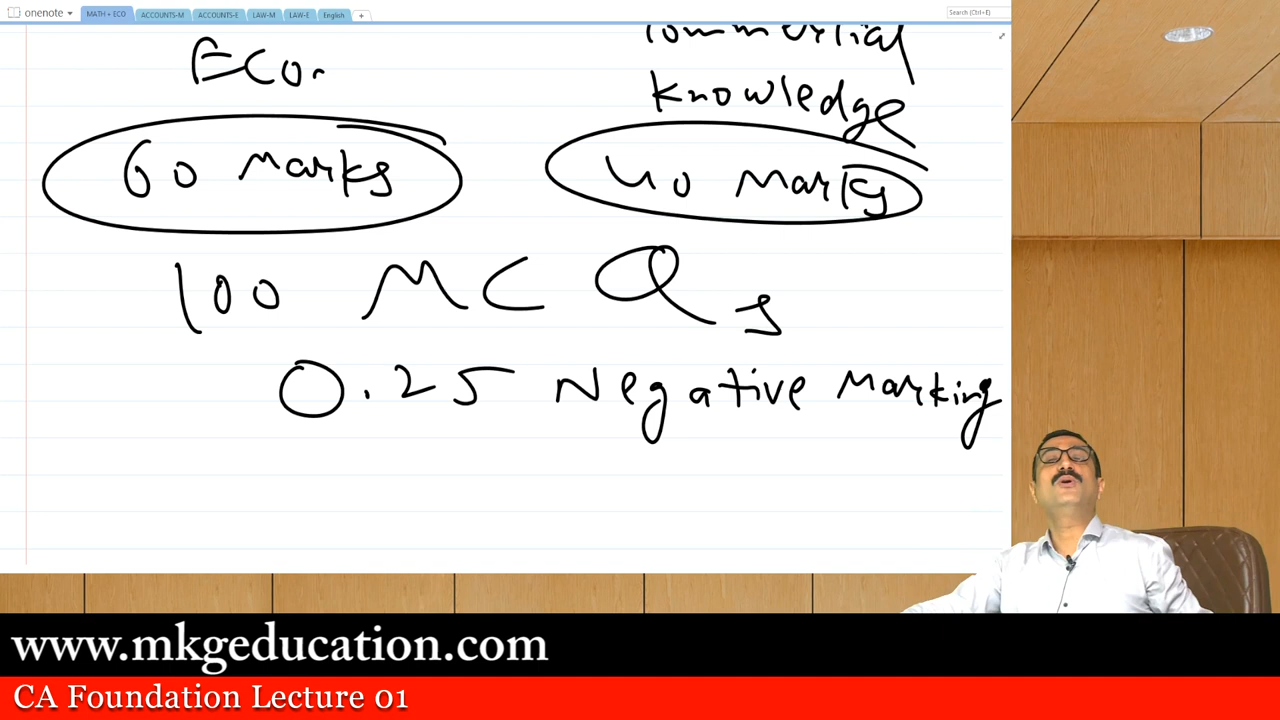 onenote
MATH + ECO ACCOUNTS-M ACCOUNTS-E LAW-M LAW-E English +
Search (Ctrl+E)
Eco.
Commercial
knowledge
60 Marks
40 Marks
100 MCQs
0.25 Negative Marking
www.mkgeducation.com
CA Foundation Lecture 01